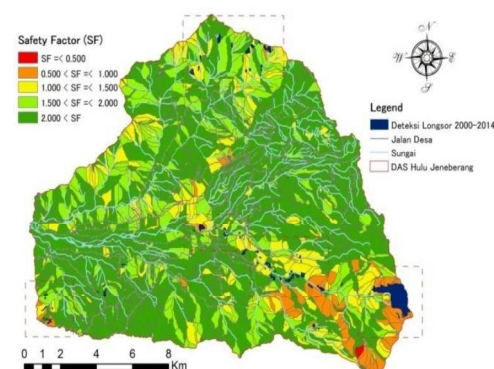 Safety Factor (SF)
SF =< 0.500
0.500 < SF =< 1.000
1.000 < SF =< 1.500
1.500 < SF =< 2.000
2.000 < SF
N
W
E
S
Legend
Deteksi Longsor 2000-2014
Jalan Desa
Sungai
DAS Hulu Jeneberang
0 1 2 4 6 8
Km